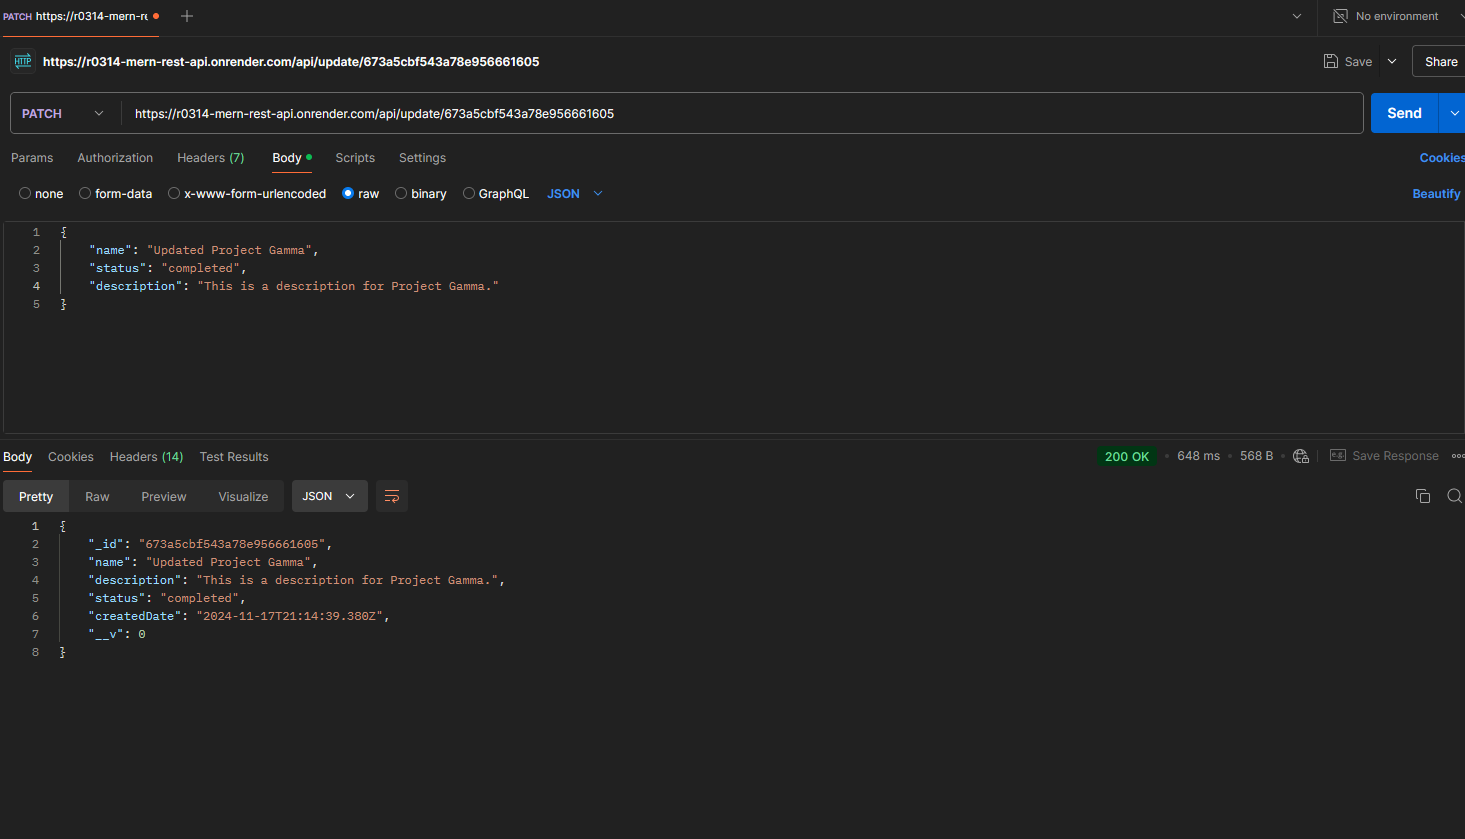 PATCH https://r0314-mern-re
No environment
HTTP https://r0314-mern-rest-api.onrender.com/api/update/673a5cbf543a78e956661605
Save Share
PATCH https://r0314-mern-rest-api.onrender.com/api/update/673a5cbf543a78e956661605 Send
Params Authorization Headers (7) Body Scripts Settings Cookies
none form-data x-www-form-urlencoded raw binary GraphQL JSON Beautify
1 {
2 "name": "Updated Project Gamma",
3 "status": "completed",
4 "description": "This is a description for Project Gamma."
5 }
Body Cookies Headers (14) Test Results 200 OK 648 ms 568 B e.g. Save Response
Pretty Raw Preview Visualize JSON
1 {
2 "_id": "673a5cbf543a78e956661605",
3 "name": "Updated Project Gamma",
4 "description": "This is a description for Project Gamma.",
5 "status": "completed",
6 "createdDate": "2024-11-17T21:14:39.380Z",
7 "__v": 0
8 }